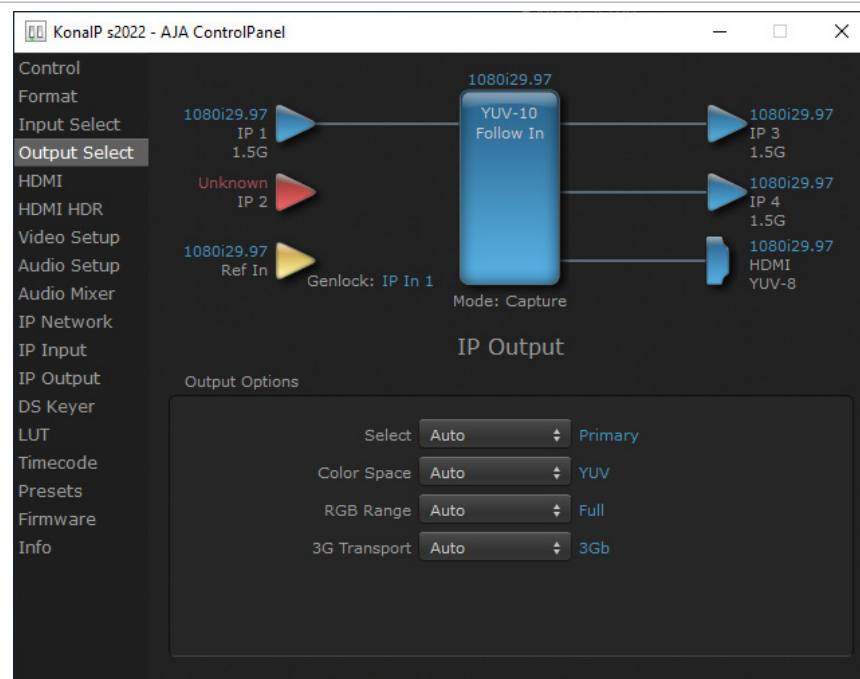 KonaIP s2022 - AJA ControlPanel
Control
Format
Input Select
Output Select
HDMI
HDMI HDR
Video Setup
Audio Setup
Audio Mixer
IP Network
IP Input
IP Output
DS Keyer
LUT
Timecode
Presets
Firmware
Info
1080i29.97
IP 1
1.5G
Unknown
IP 2
1080i29.97
Ref In
Genlock: IP In 1
1080i29.97
YUV-10
Follow In
Mode: Capture
1080i29.97
IP 3
1.5G
1080i29.97
IP 4
1.5G
1080i29.97
HDMI
YUV-8
IP Output
Output Options
Select Auto Primary
Color Space Auto YUV
RGB Range Auto Full
3G Transport Auto 3Gb